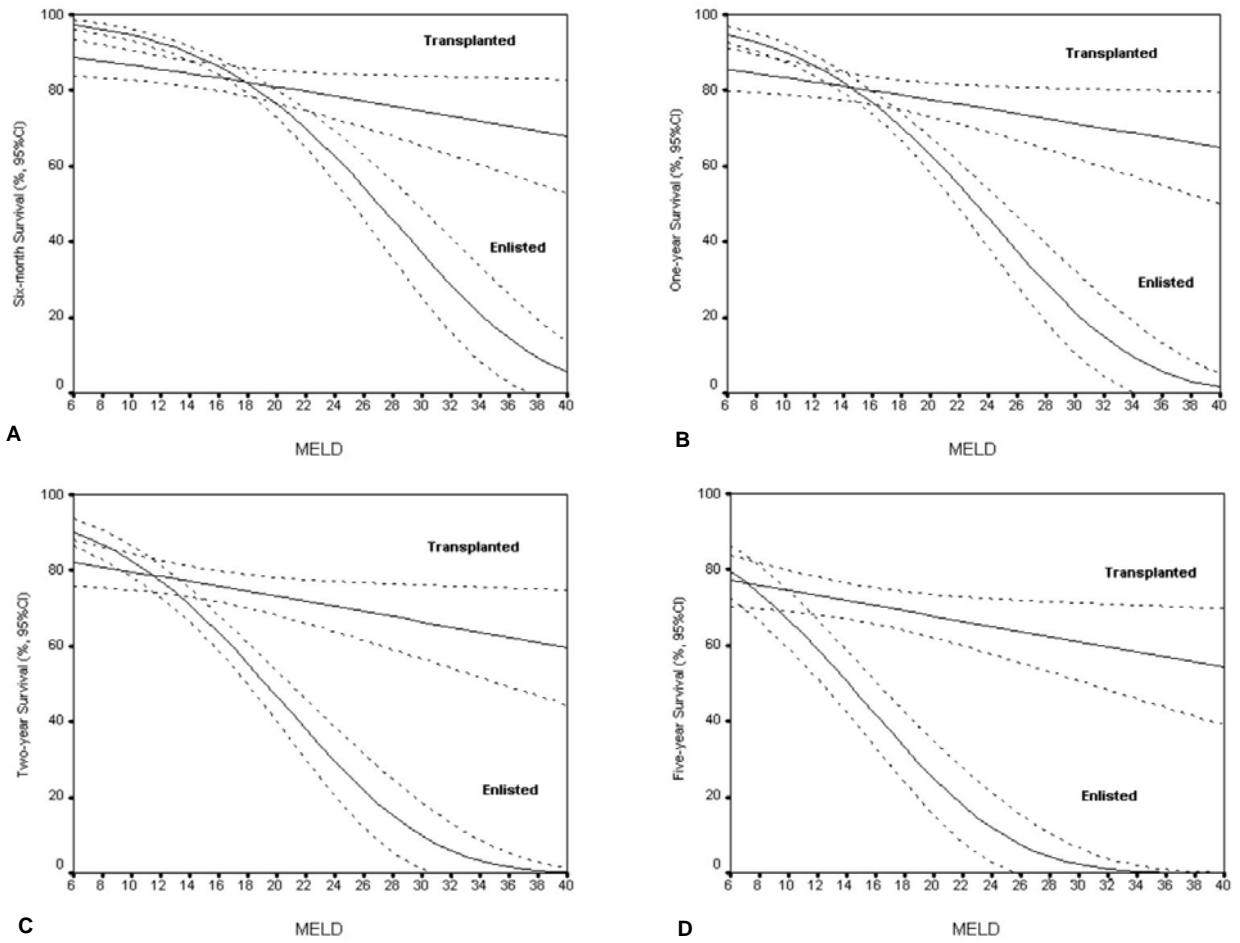 100
80
60
40
20
0
Six-month Survival (%, 95%CI)
Transplanted
Enlisted
6 8 10 12 14 16 18 20 22 24 26 28 30 32 34 36 38 40
A
MELD
100
80
60
40
20
0
One-year Survival (%, 95%CI)
Transplanted
Enlisted
6 8 10 12 14 16 18 20 22 24 26 28 30 32 34 36 38 40
B
MELD
100
80
60
40
20
0
Two-year Survival (%, 95%CI)
Transplanted
Enlisted
6 8 10 12 14 16 18 20 22 24 26 28 30 32 34 36 38 40
C
MELD
100
80
60
40
20
0
Five-year Survival (%, 95%CI)
Transplanted
Enlisted
6 8 10 12 14 16 18 20 22 24 26 28 30 32 34 36 38 40
D
MELD